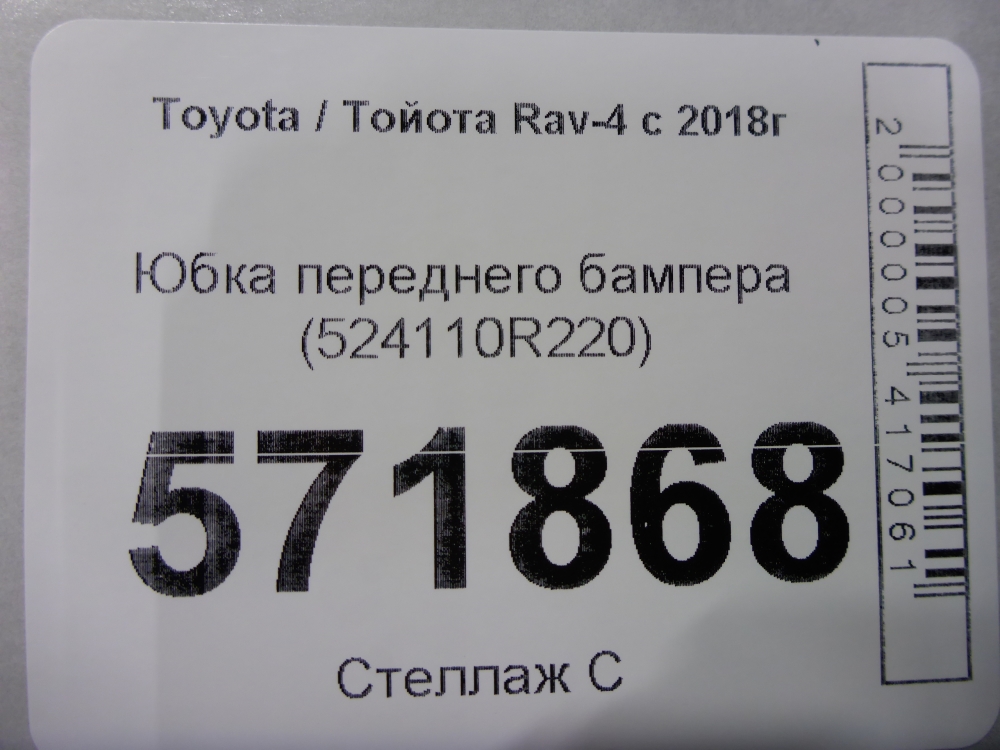 Toyota / Тойота Rav-4 с 2018г
Юбка переднего бампера
(524110R220)
571868
Стеллаж С
2000005417061